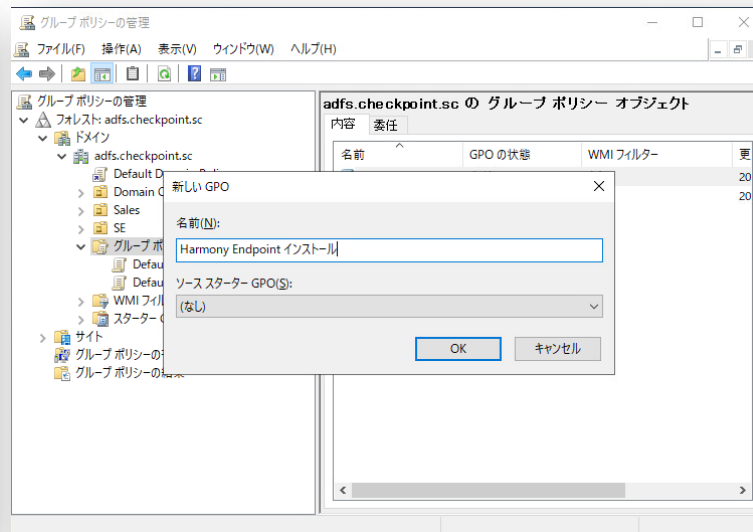 グループ ポリシーの管理
ファイル(F) 操作(A) 表示(V) ウィンドウ(W) ヘルプ(H)
グループ ポリシーの管理
フォレスト: adfs.checkpoint.sc
ドメイン
adfs.checkpoint.sc
Default D
Domain C
Sales
SE
グループ ポ
Defau
Defau
WMI フィル
スターター
サイト
グループ ポリシーの
グループ ポリシーの結果
adfs.checkpoint.sc の グループ ポリシー オブジェクト
内容 委任
名前 GPO の状態 WMI フィルター 更
20
20
新しい GPO
名前(N):
Harmony Endpoint インストール
ソース スターター GPO(S):
(なし)
OK キャンセル